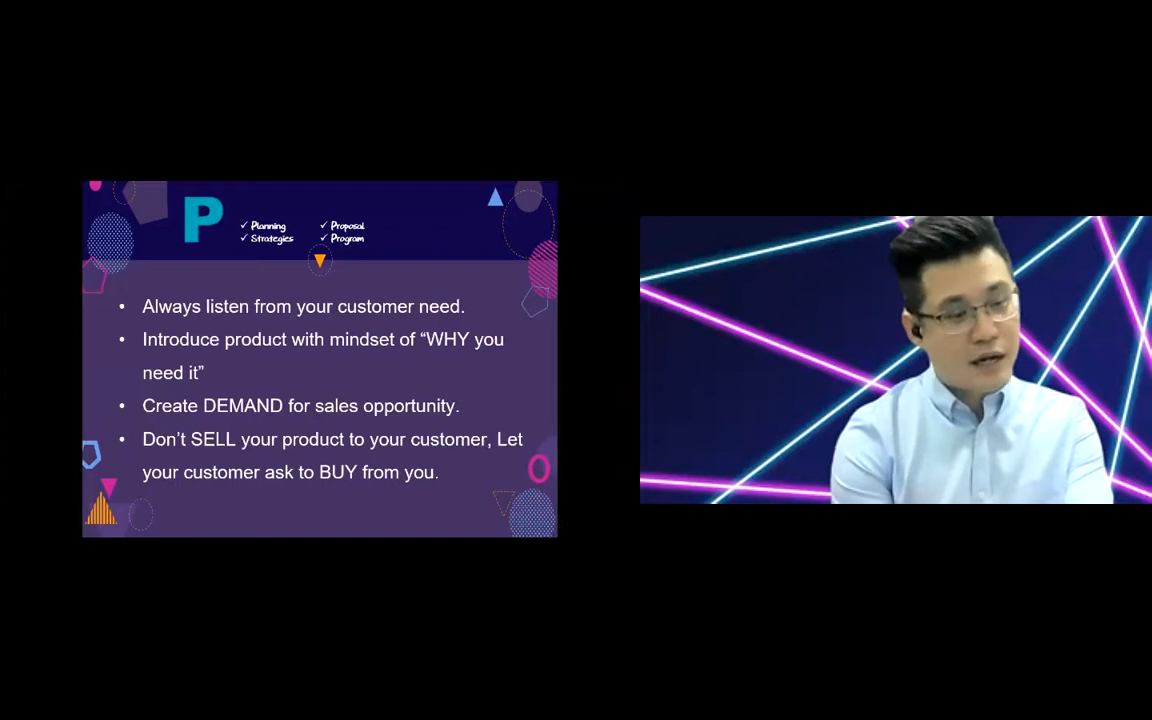 P
✓ Planning ✓ Proposal
✓ Strategies ✓ Program
• Always listen from your customer need.
• Introduce product with mindset of “WHY you
need it”
• Create DEMAND for sales opportunity.
• Don’t SELL your product to your customer, Let
your customer ask to BUY from you.